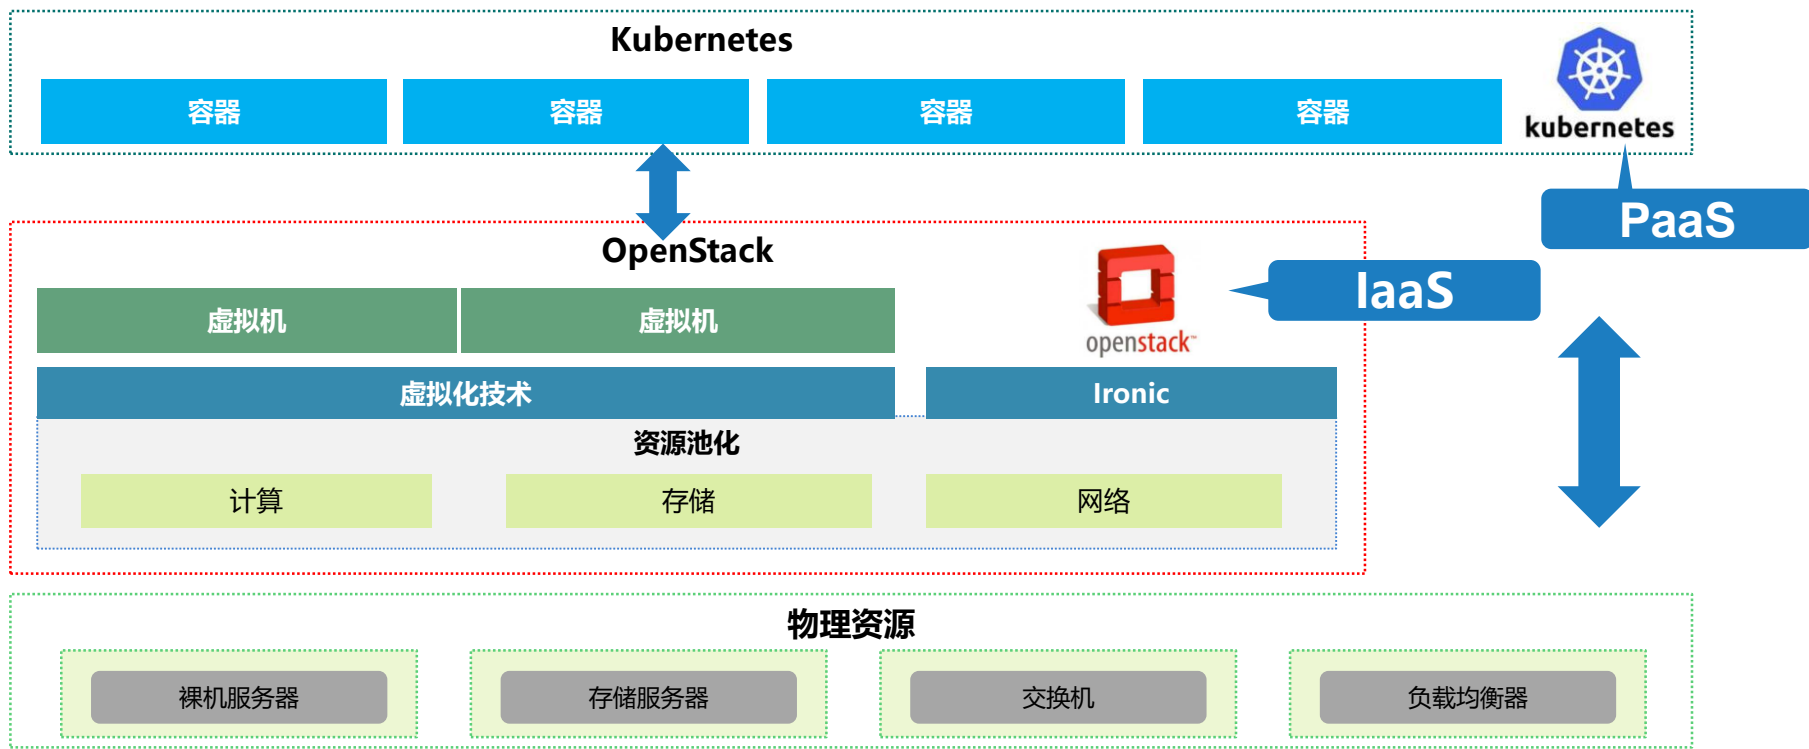 Kubernetes
容器
容器
容器
容器
kubernetes
PaaS
OpenStack
openstack™
IaaS
虚拟机
虚拟机
虚拟化技术
Ironic
资源池化
计算
存储
网络
物理资源
裸机服务器
存储服务器
交换机
负载均衡器